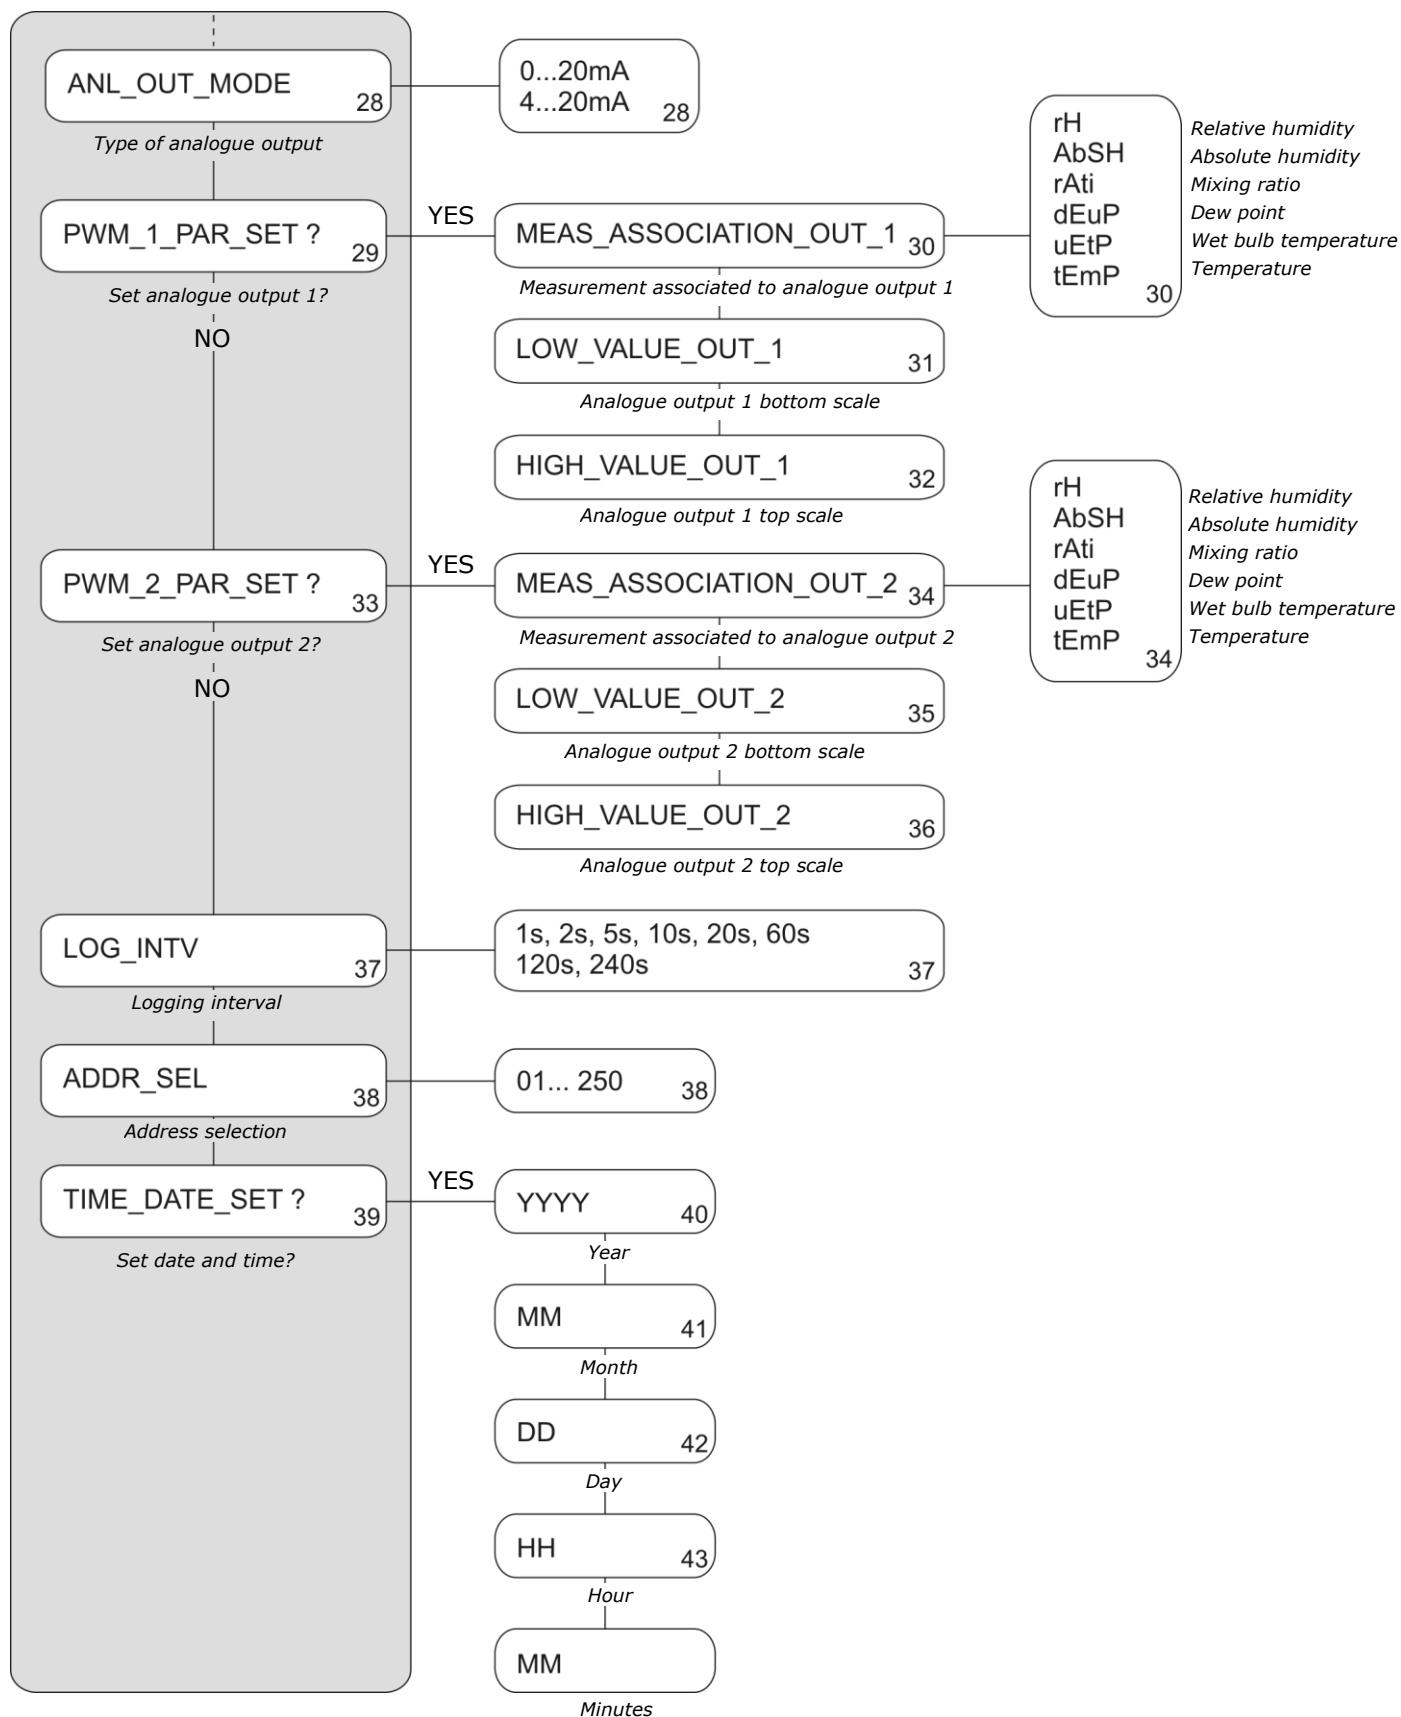 ANL_OUT_MODE
28
Type of analogue output
0...20mA
4...20mA
28
PWM_1_PAR_SET ?
29
Set analogue output 1?
YES
NO
MEAS_ASSOCIATION_OUT_1
30
Measurement associated to analogue output 1
rH
AbSH
rAti
dEuP
uEtP
tEmP
30
Relative humidity
Absolute humidity
Mixing ratio
Dew point
Wet bulb temperature
Temperature
LOW_VALUE_OUT_1
31
Analogue output 1 bottom scale
HIGH_VALUE_OUT_1
32
Analogue output 1 top scale
PWM_2_PAR_SET ?
33
Set analogue output 2?
YES
NO
MEAS_ASSOCIATION_OUT_2
34
Measurement associated to analogue output 2
rH
AbSH
rAti
dEuP
uEtP
tEmP
34
Relative humidity
Absolute humidity
Mixing ratio
Dew point
Wet bulb temperature
Temperature
LOW_VALUE_OUT_2
35
Analogue output 2 bottom scale
HIGH_VALUE_OUT_2
36
Analogue output 2 top scale
LOG_INTV
37
Logging interval
1s, 2s, 5s, 10s, 20s, 60s
120s, 240s
37
ADDR_SEL
38
Address selection
01... 250
38
TIME_DATE_SET ?
39
Set date and time?
YES
YYYY
40
Year
MM
41
Month
DD
42
Day
HH
43
Hour
MM
Minutes